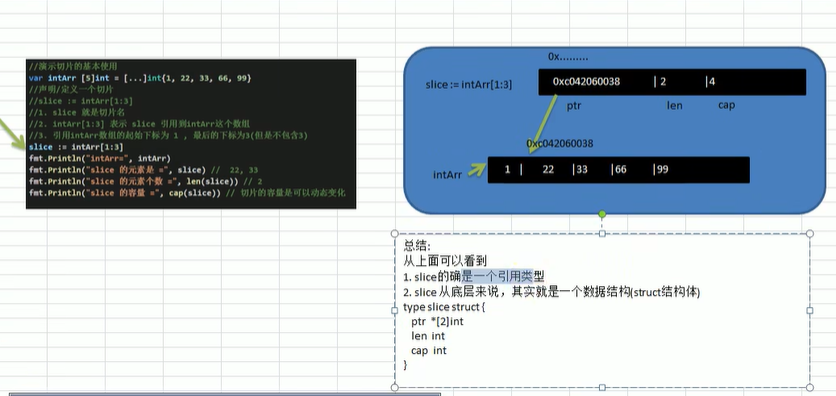 //演示切片的基本使用
var intArr [5]int = [...]int{1, 22, 33, 66, 99}
//声明/定义一个切片
//slice := intArr[1:3]
//1. slice 就是切片名
//2. intArr[1:3] 表示 slice 引用到intArr这个数组
//3. 引用intArr数组的起始下标为 1 , 最后的下标为3(但是不包含3)
slice := intArr[1:3]
fmt.Println("intArr=", intArr)
fmt.Println("slice 的元素是 =", slice) // 22, 33
fmt.Println("slice 的元素个数 =", len(slice)) // 2
fmt.Println("slice 的容量 =", cap(slice)) // 切片的容量是可以动态变化
0x.........
slice := intArr[1:3]
0xc042060038 |2 |4
ptr len cap
0xc042060038
intArr
1 | 22 |33 |66 |99
总结:
从上面可以看到
1. slice的确是一个引用类型
2. slice 从底层来说，其实就是一个数据结构(struct结构体)
type slice struct {
ptr *[2]int
len int
cap int
}